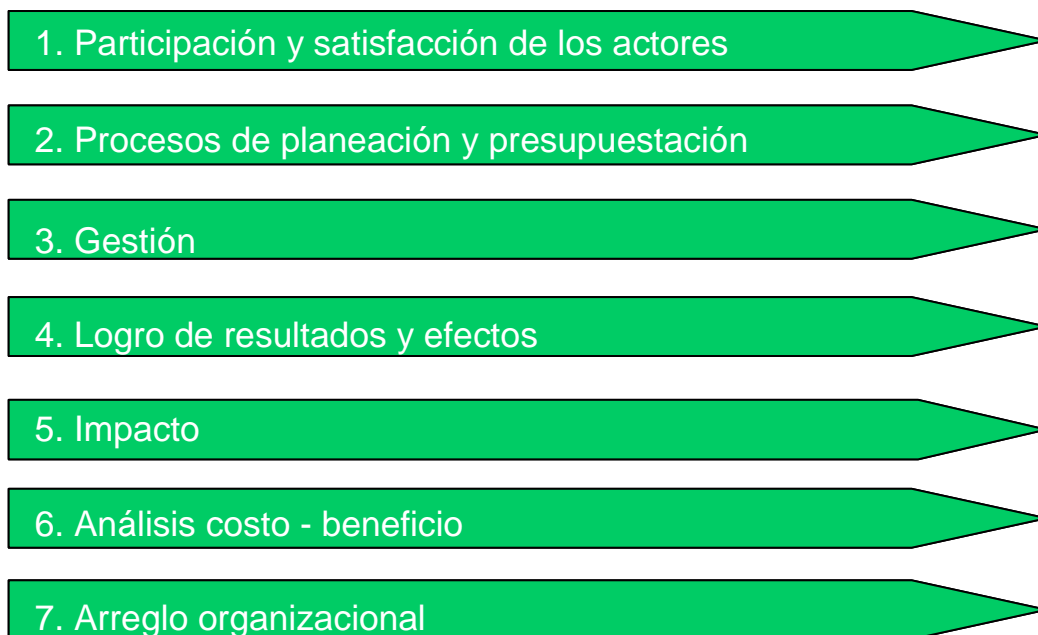 1. Participación y satisfacción de los actores
2. Procesos de planeación y presupuestación
3. Gestión
4. Logro de resultados y efectos
5. Impacto
6. Análisis costo - beneficio
7. Arreglo organizacional